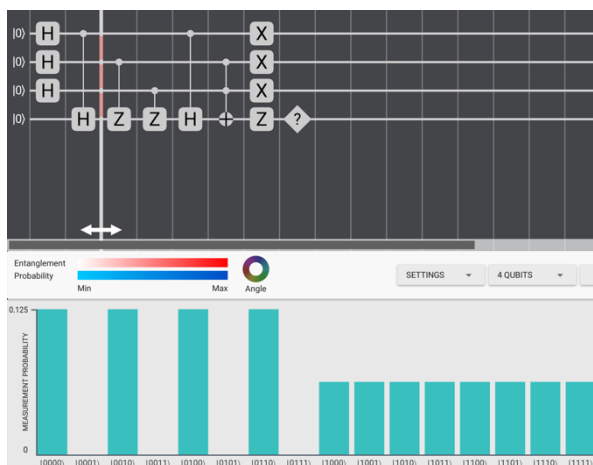 |0⟩ H X
|0⟩ H X
|0⟩ H X
|0⟩ H Z Z H Z ?
Entanglement
Probability
Min Max Angle
SETTINGS 4 QUBITS
0.125
MEASUREMENT PROBABILITY
0
|0000⟩ |0001⟩ |0010⟩ |0011⟩ |0100⟩ |0101⟩ |0110⟩ |0111⟩ |1000⟩ |1001⟩ |1010⟩ |1011⟩ |1100⟩ |1101⟩ |1110⟩ |1111⟩